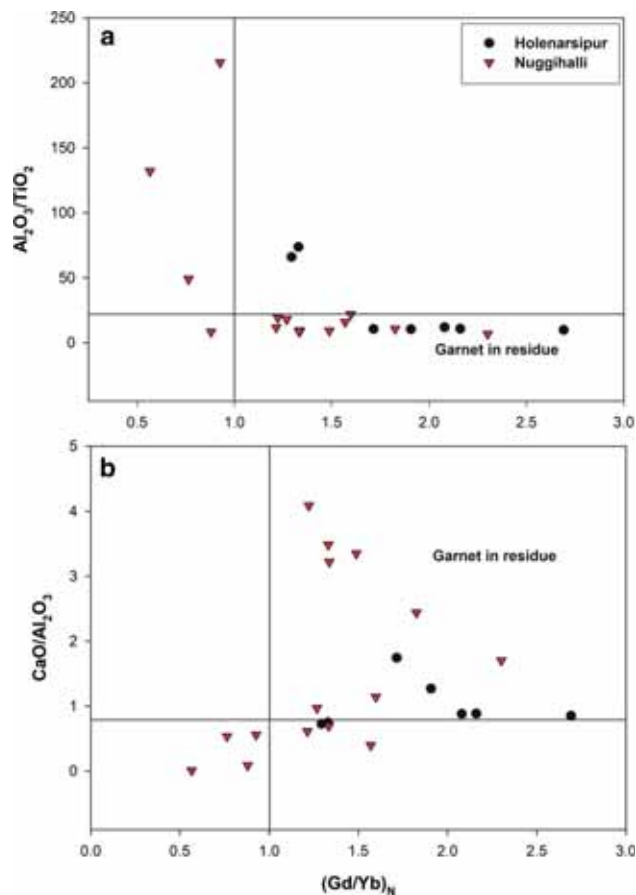 a
250
200
150
100
50
0
Al₂O₃/TiO₂
Holenarsipur
Nuggihalli
Garnet in residue
0.5 1.0 1.5 2.0 2.5 3.0
b
5
4
3
2
1
0
CaO/Al₂O₃
Garnet in residue
0.0 0.5 1.0 1.5 2.0 2.5 3.0
(Gd/Yb)N